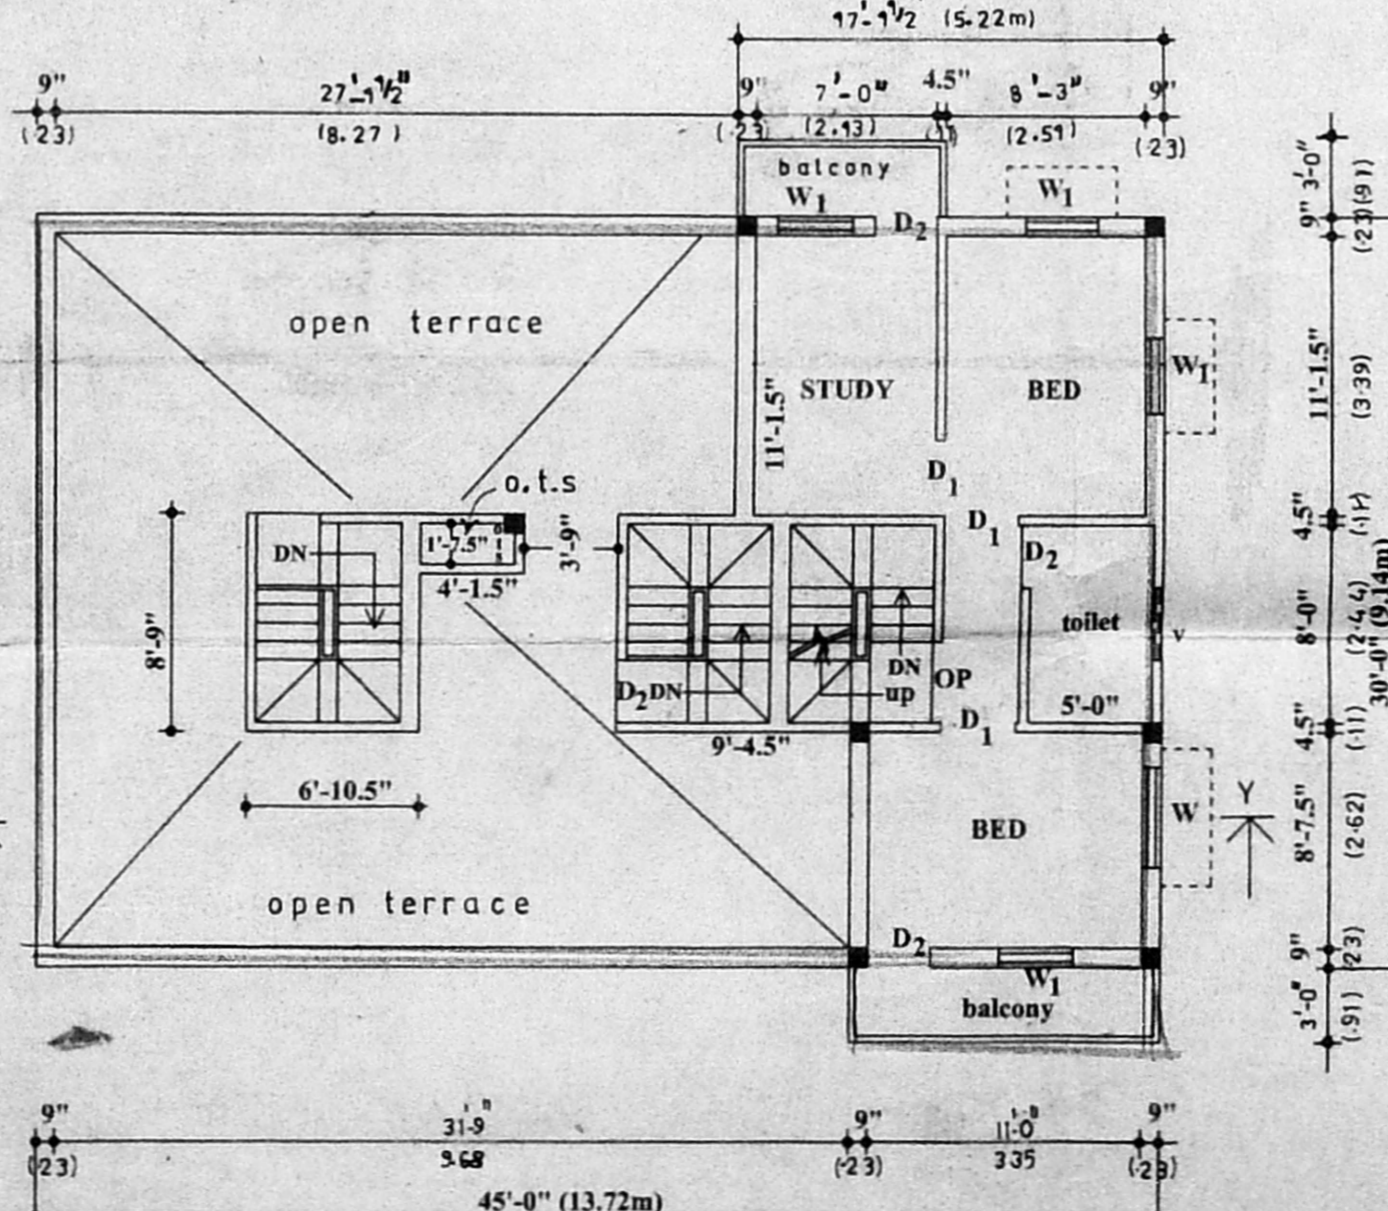 17'-1½ (5.22m)
9" 27'-1½" 9" 7'-0" 4.5" 8'-3" 9"
(.23) (8.27) (.23) (2.13) (.11) (2.51) (.23)
balcony
W1 W1
D2
9" 3'-0"
(.23) (.91)
open terrace
STUDY BED W1
11'-1.5"
11'-1.5" (3.39)
D1
o.t.s
DN 1'-7.5" 3'-9" D1 D2
4'-1.5"
4.5" (.11)
8'-9"
toilet V
8'-0" (2.44)
30'-0" (9.14m)
D2 DN DN up OP
5'-0"
9'-4.5" D1
4.5" (.11)
6'-10.5"
BED W Y
8'-7.5" (2.62)
open terrace
D2
9" (.23)
W1
balcony
3'-0" (.91)
9" 31'-9" 9" 11'-0" 9"
(.23) 9.68 (.23) 3.35 (.23)
45'-0" (13.72m)